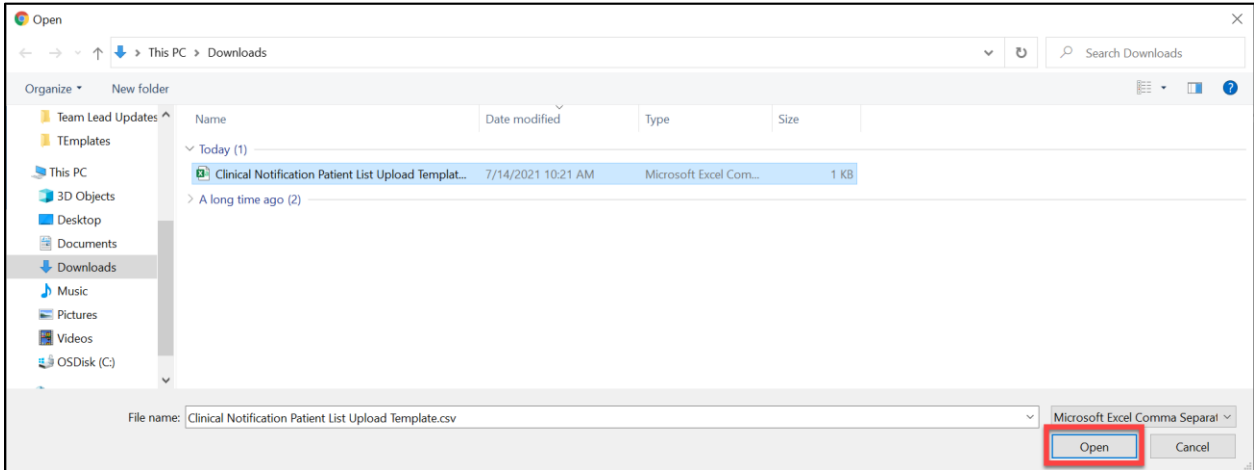 Open
This PC > Downloads
Search Downloads
Organize
New folder
Team Lead Updates
TEmplates
This PC
3D Objects
Desktop
Documents
Downloads
Music
Pictures
Videos
OSDisk (C:)
Name Date modified Type Size
Today (1)
Clinical Notification Patient List Upload Templat... 7/14/2021 10:21 AM Microsoft Excel Com... 1 KB
A long time ago (2)
File name: Clinical Notification Patient List Upload Template.csv Microsoft Excel Comma Separat
Open Cancel